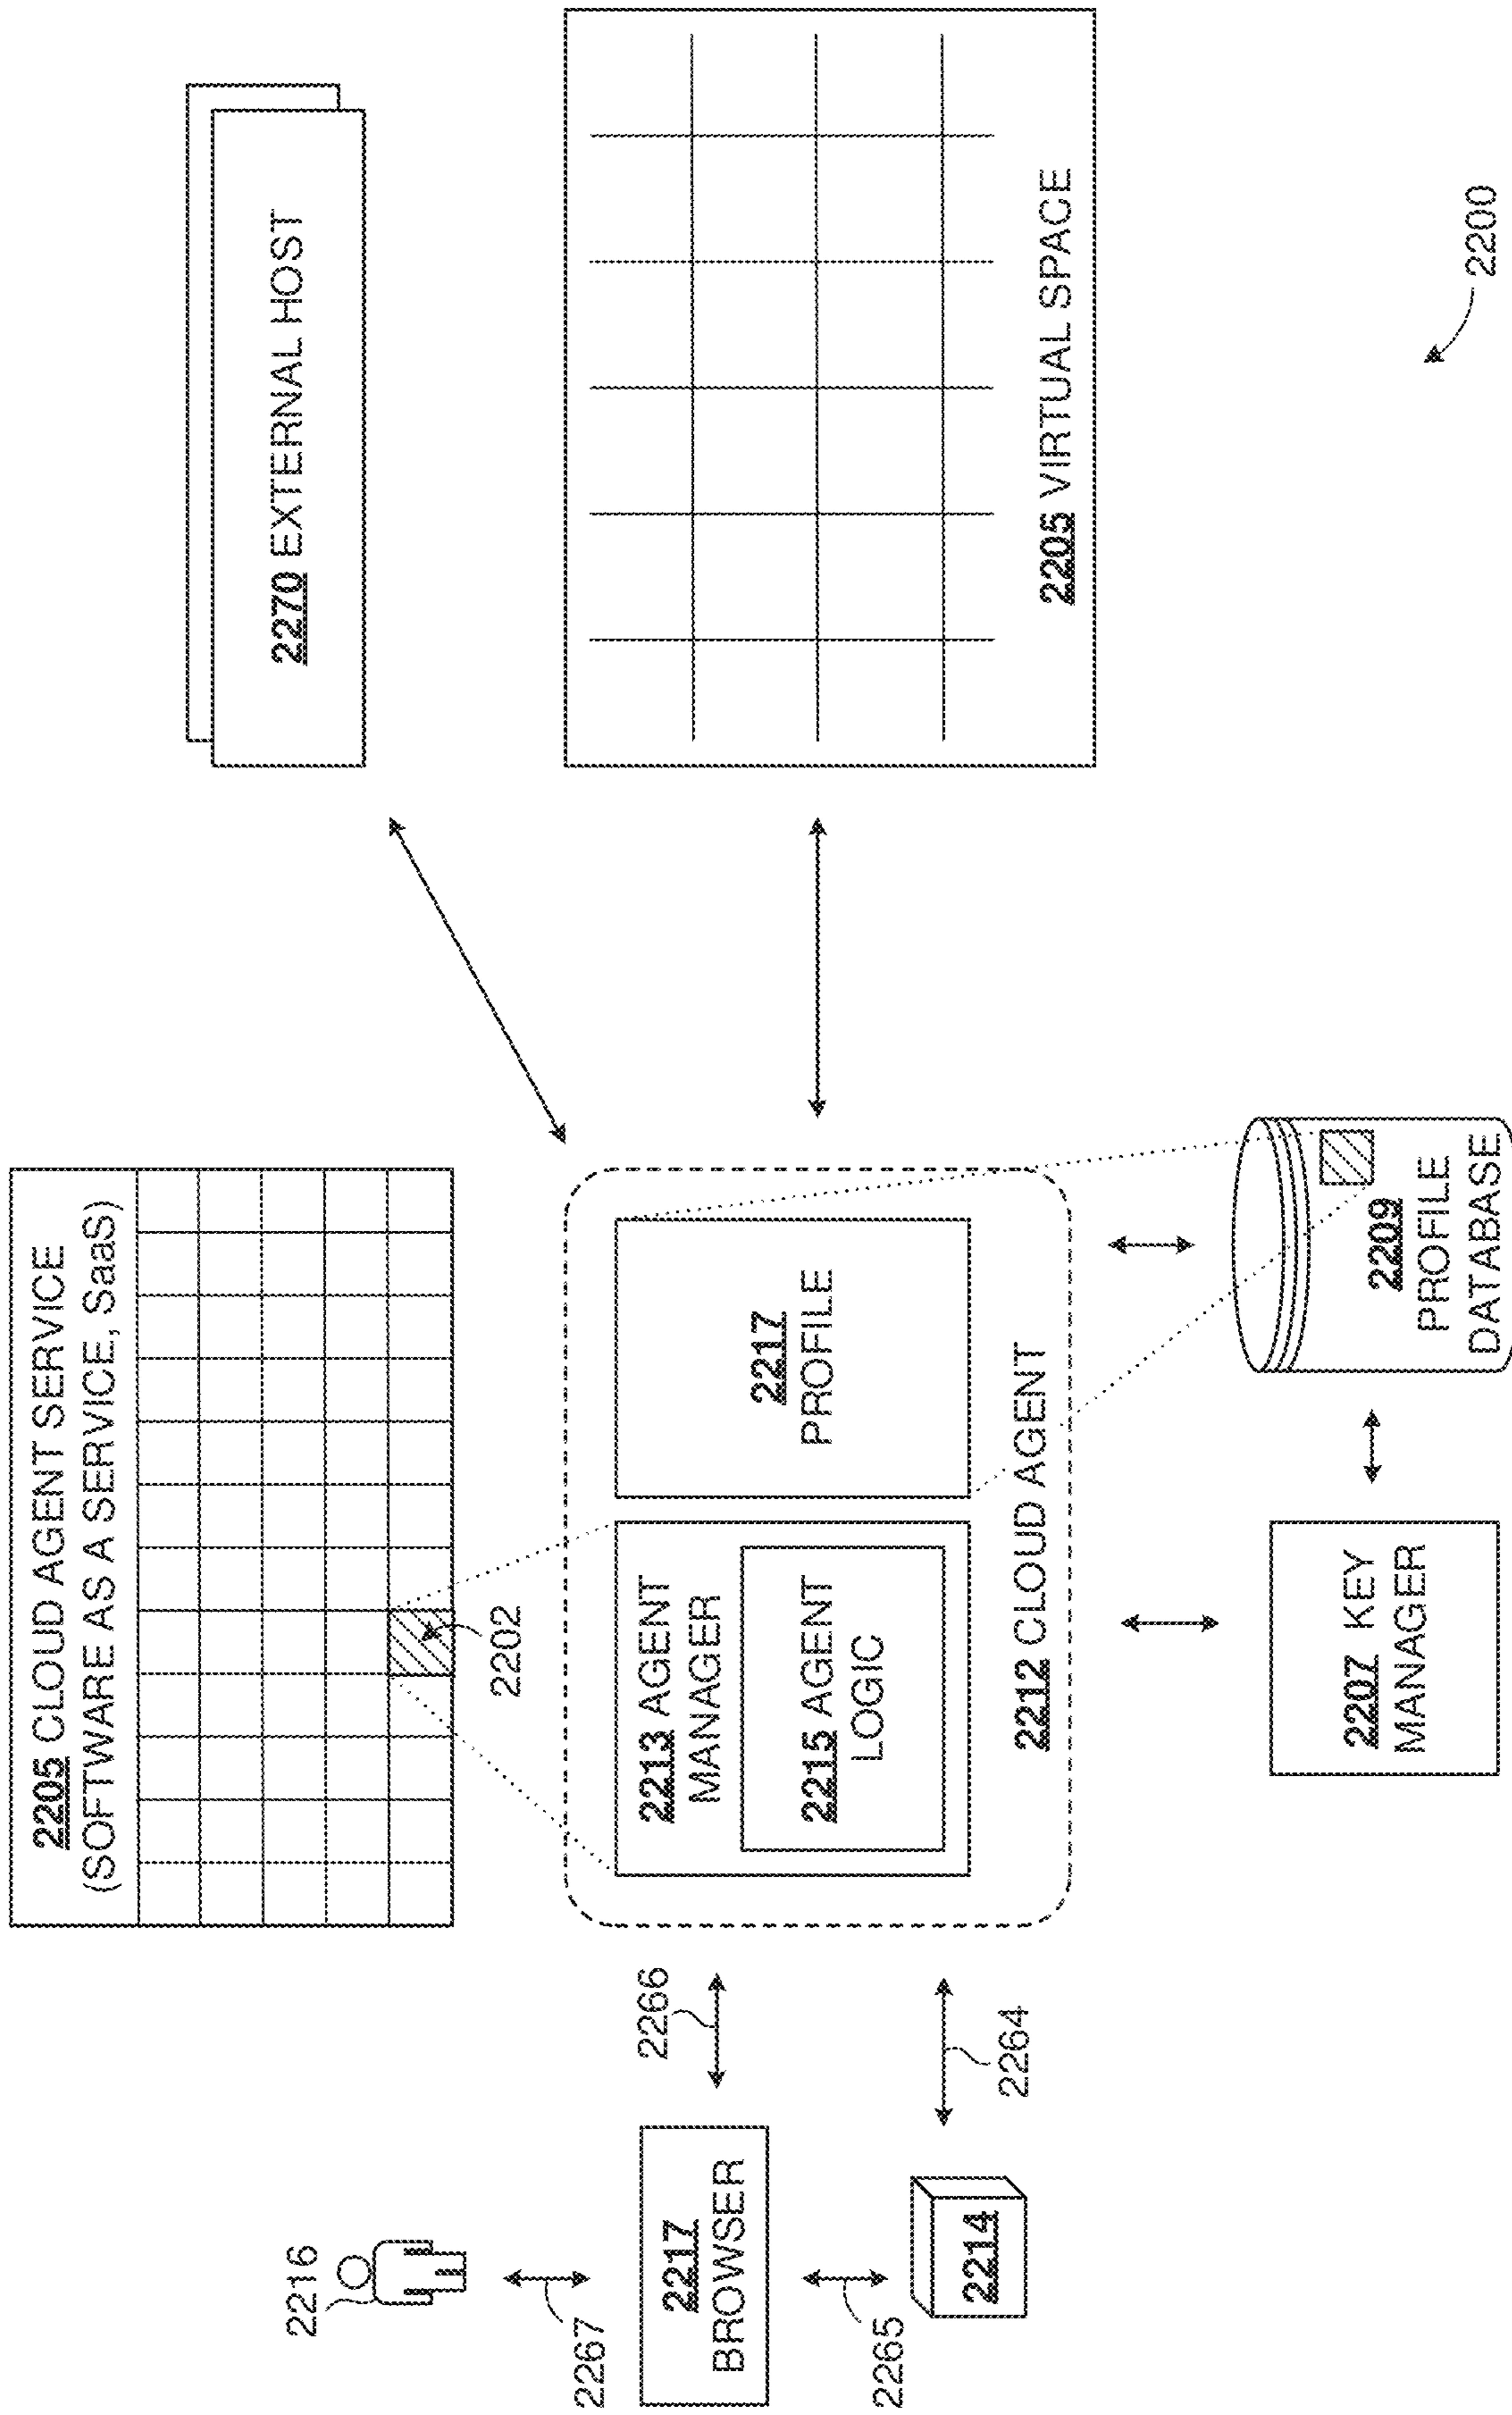 2205 CLOUD AGENT SERVICE
(SOFTWARE AS A SERVICE, SaaS)
2202
2270 EXTERNAL HOST
2216
2267
2217
BROWSER
2266
2265
2214
2264
2213 AGENT
MANAGER
2215 AGENT
LOGIC
2217
PROFILE
2212 CLOUD AGENT
2205 VIRTUAL SPACE
2207 KEY
MANAGER
2209
PROFILE
DATABASE
2200